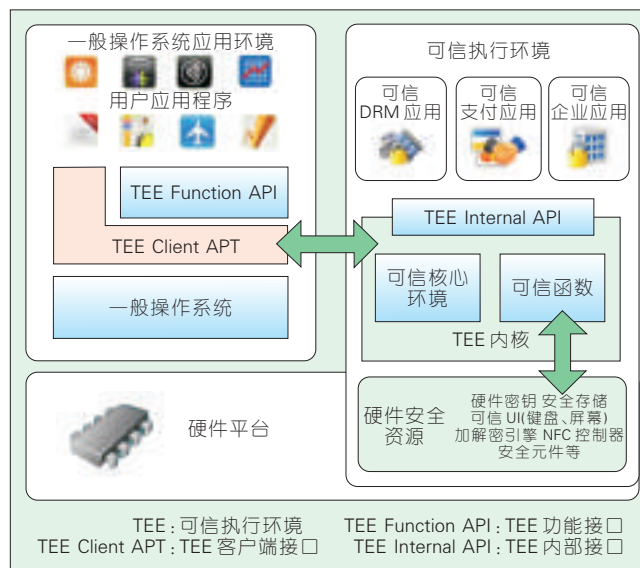 一般操作系统应用环境
用户应用程序
TEE Function API
TEE Client APT
一般操作系统
可信执行环境
可信
DRM 应用
可信
支付应用
可信
企业应用
TEE Internal API
可信核心
环境
可信函数
TEE 内核
硬件平台
硬件安全
资源
硬件密钥 安全存储
可信 UI(键盘、屏幕)
加解密引擎 NFC 控制器
安全元件等
TEE：可信执行环境
TEE Function API：TEE 功能接口
TEE Client APT：TEE 客户端接口
TEE Internal API：TEE 内部接口